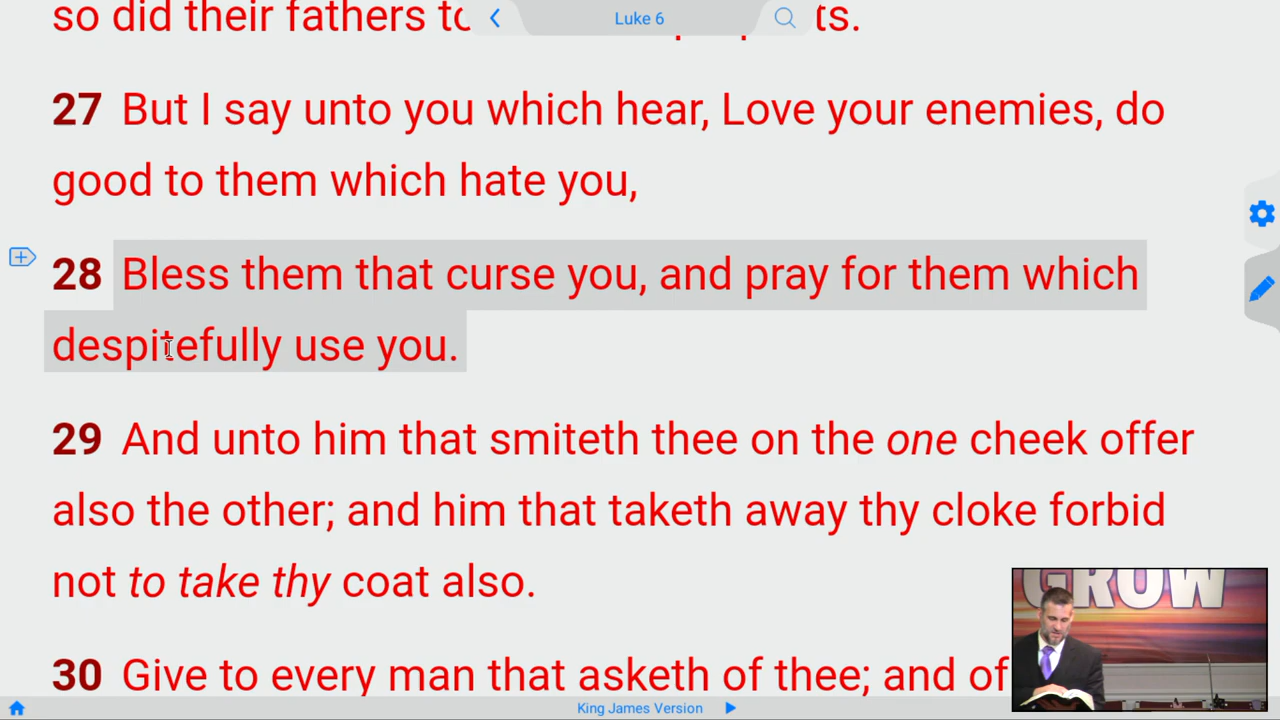 so did their fathers to ts.
Luke 6
27 But I say unto you which hear, Love your enemies, do
good to them which hate you,
28 Bless them that curse you, and pray for them which
despitefully use you.
29 And unto him that smiteth thee on the one cheek offer
also the other; and him that taketh away thy cloke forbid
not to take thy coat also.
30 Give to every man that asketh of thee; and of
GROW
King James Version